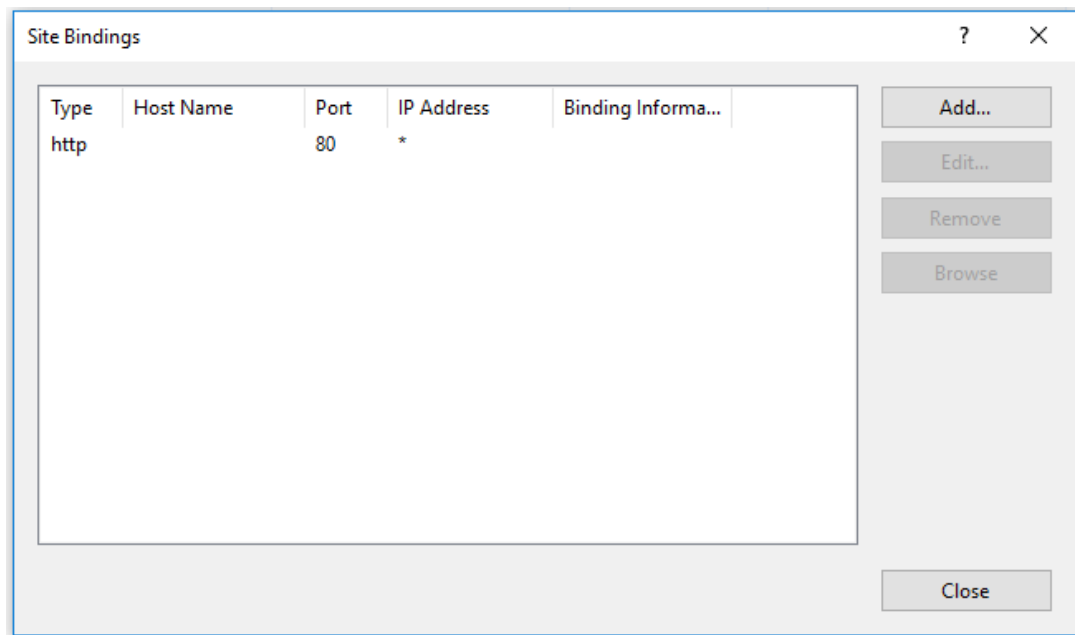 Site Bindings ?
Type Host Name Port IP Address Binding Informa...
http 80 *
Add...
Edit...
Remove
Browse
Close